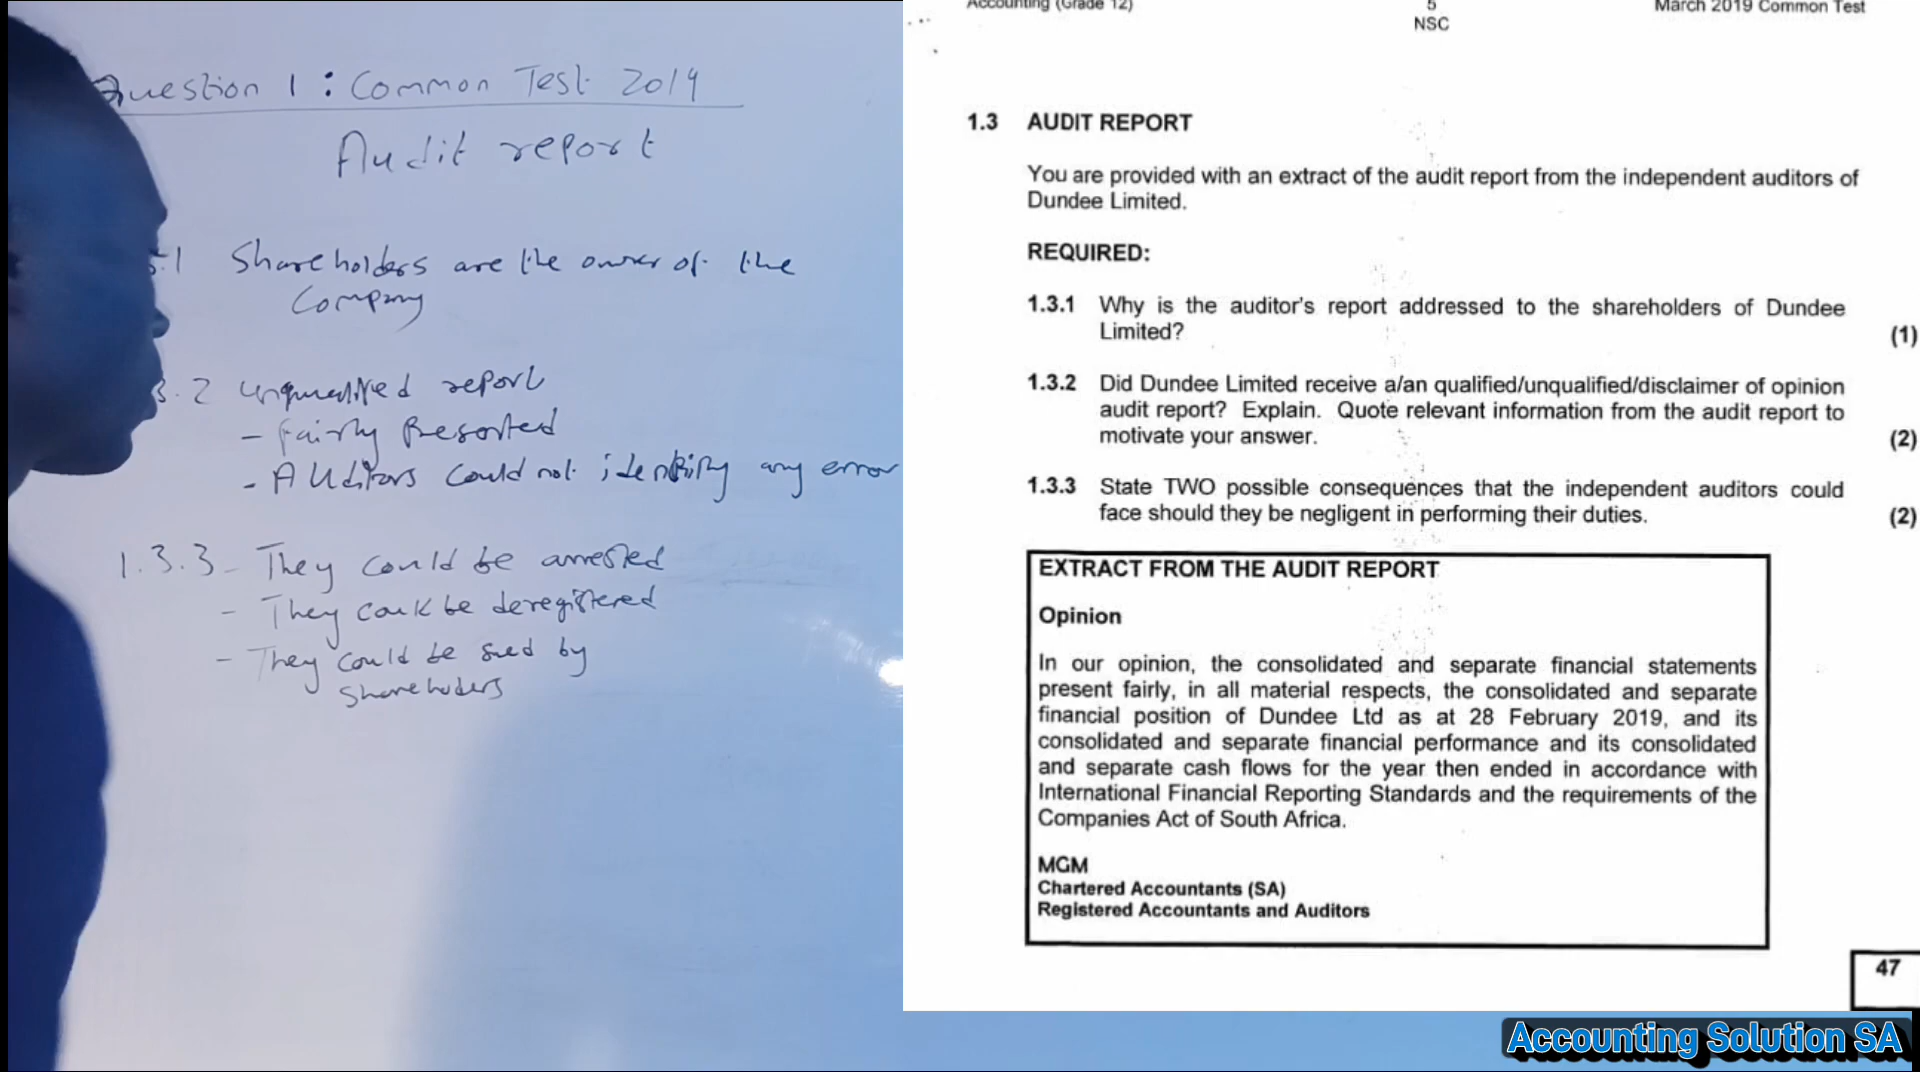 Question 1 : Common Test 2019
Audit report
.1 Shareholders are the owner of the
Company
3.2 unqualified report
- fairly Presented
- Auditors could not identify any error
1.3.3 - They could be arrested
- They could be deregistered
- They could be sued by
shareholders
Accounting (Grade 12)
5
NSC
March 2019 Common Test
1.3 AUDIT REPORT
You are provided with an extract of the audit report from the independent auditors of
Dundee Limited.
REQUIRED:
1.3.1 Why is the auditor's report addressed to the shareholders of Dundee
Limited?
(1)
1.3.2 Did Dundee Limited receive a/an qualified/unqualified/disclaimer of opinion
audit report? Explain. Quote relevant information from the audit report to
motivate your answer.
(2)
1.3.3 State TWO possible consequences that the independent auditors could
face should they be negligent in performing their duties.
(2)
EXTRACT FROM THE AUDIT REPORT
Opinion
In our opinion, the consolidated and separate financial statements
present fairly, in all material respects, the consolidated and separate
financial position of Dundee Ltd as at 28 February 2019, and its
consolidated and separate financial performance and its consolidated
and separate cash flows for the year then ended in accordance with
International Financial Reporting Standards and the requirements of the
Companies Act of South Africa.
MGM
Chartered Accountants (SA)
Registered Accountants and Auditors
47
Accounting Solution SA